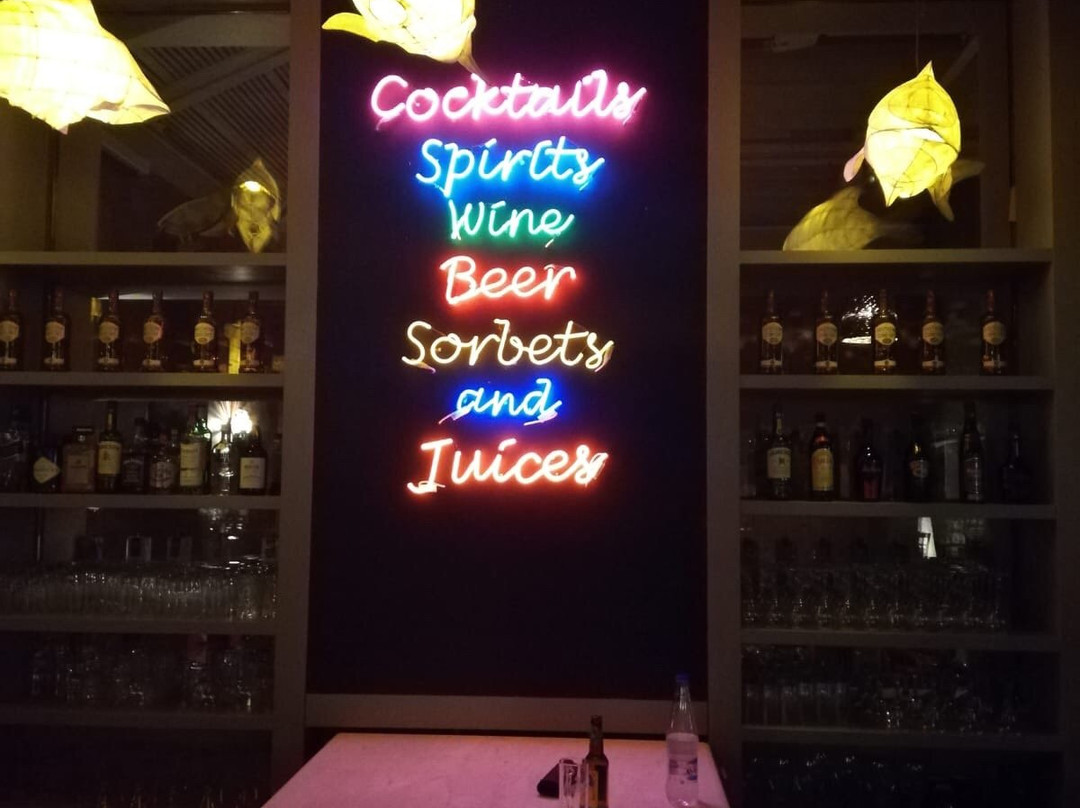 Cocktails
Spirits
Wine
Beer
Sorbets
and
Juices